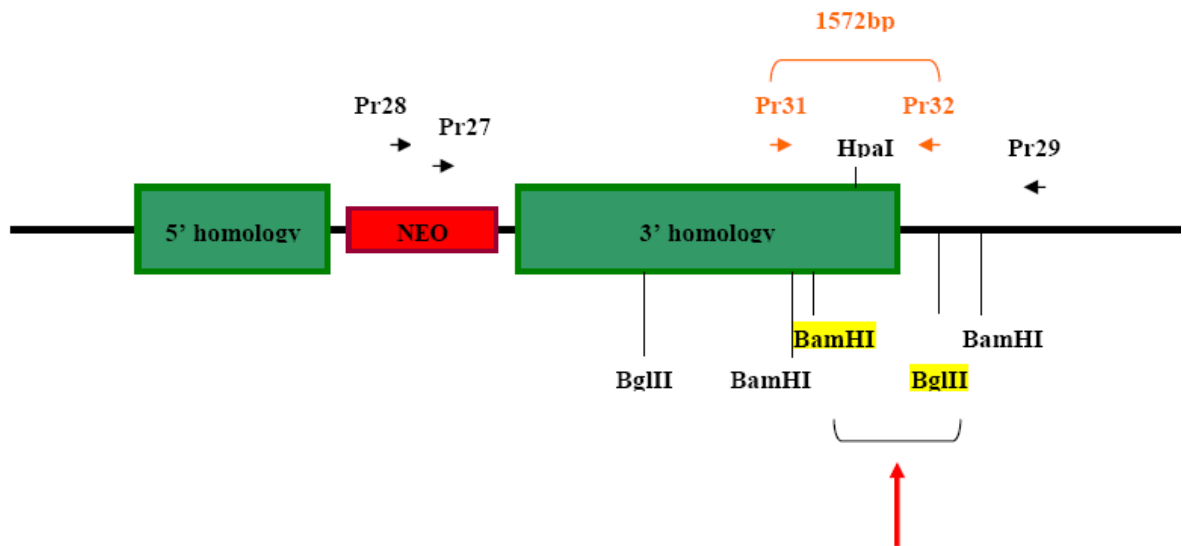 1572bp
Pr28
Pr31
Pr32
Pr27
HpaI
Pr29
5’ homology
NEO
3’ homology
BamHI
BamHI
BglII
BamHI
BglII